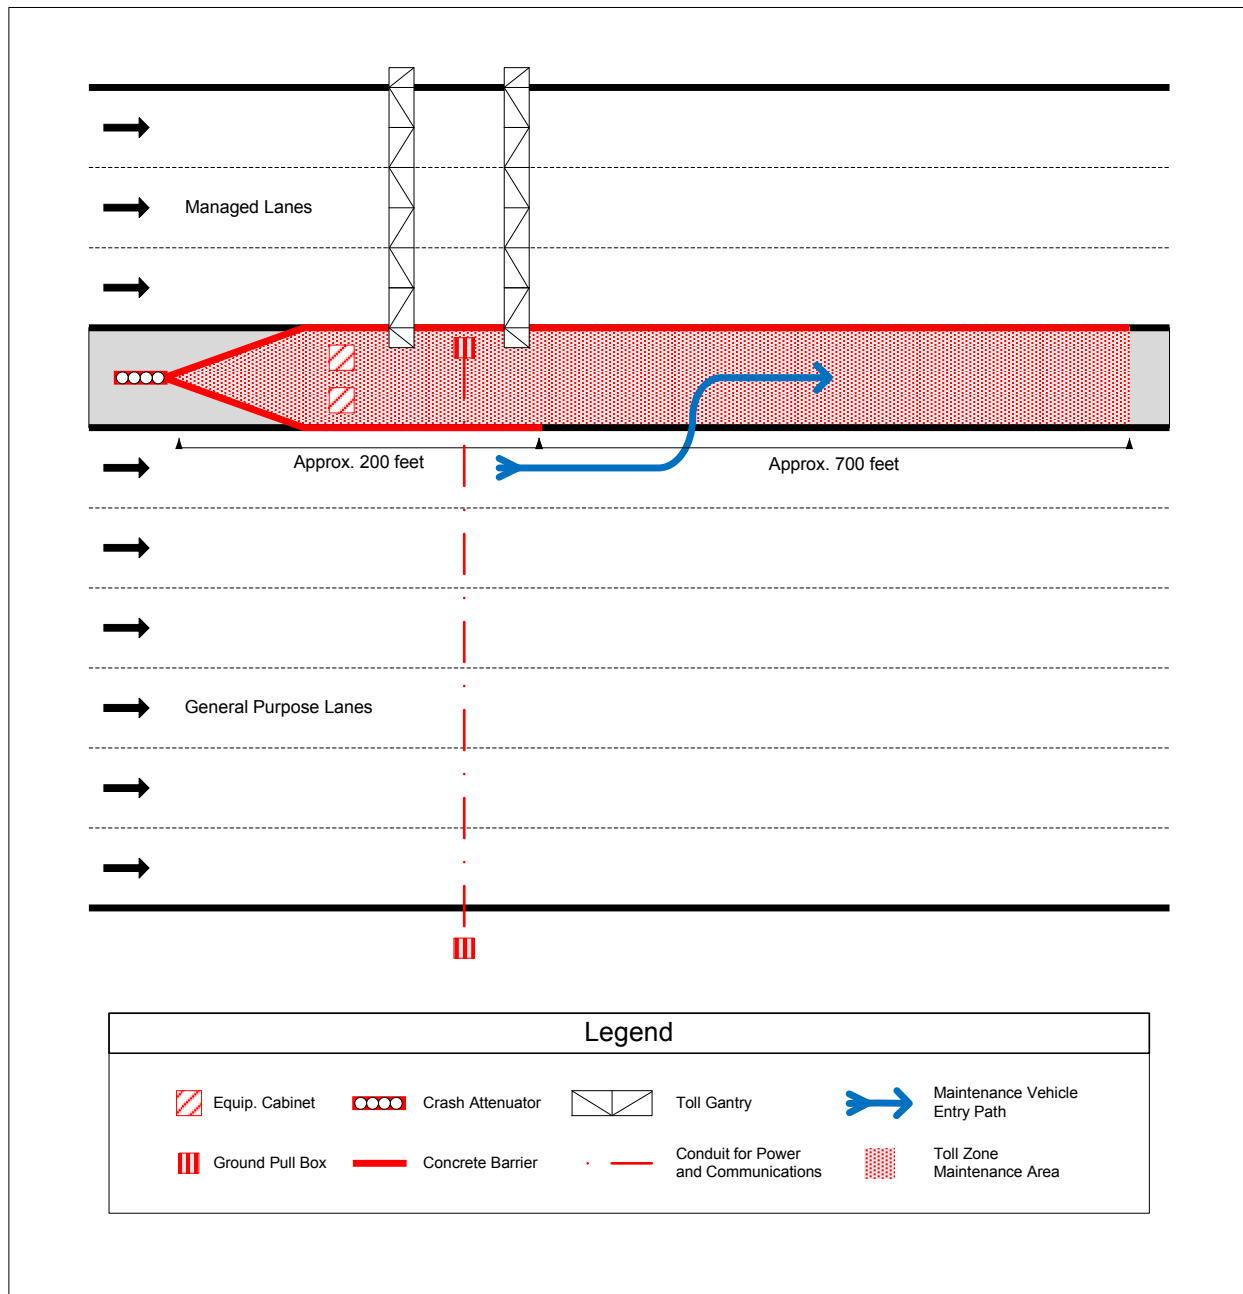 Managed Lanes
Approx. 200 feet
Approx. 700 feet
General Purpose Lanes
Legend
Equip. Cabinet
Crash Attenuator
Toll Gantry
Maintenance Vehicle
Entry Path
Ground Pull Box
Concrete Barrier
Conduit for Power
and Communications
Toll Zone
Maintenance Area